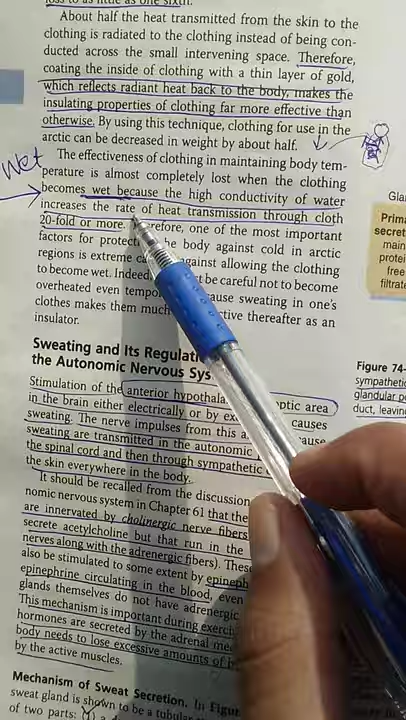 loss to as little as one sixth.
About half the heat transmitted from the skin to the
clothing is radiated to the clothing instead of being con-
ducted across the small intervening space. Therefore,
coating the inside of clothing with a thin layer of gold,
which reflects radiant heat back to the body, makes the
insulating properties of clothing far more effective than
otherwise. By using this technique, clothing for use in the
arctic can be decreased in weight by about half.
Wet
The effectiveness of clothing in maintaining body tem-
perature is almost completely lost when the clothing
becomes wet because the high conductivity of water
increases the rate of heat transmission through cloth
20-fold or more. Therefore, one of the most important
factors for protect the body against cold in arctic
regions is extreme ca against allowing the clothing
to become wet. Indeed st be careful not to become
overheated even tempo ause sweating in one's
clothes makes them much ctive thereafter as an
insulator.
Sweating and Its Regulati
the Autonomic Nervous Sys
Stimulation of the anterior hypothala optic area
in the brain either electrically or by ex causes
sweating. The nerve impulses from this a cause
sweating are transmitted in the autonomic
the spinal cord and then through sympathetic
the skin everywhere in the body.
It should be recalled from the discussion
nomic nervous system in Chapter 61 that the
are innervated by cholinergic nerve fibers
secrete acetylcholine but that run in the
nerves along with the adrenergic fibers). These
also be stimulated to some extent by epineph
epinephrine circulating in the blood, even
glands themselves do not have adrenergic
This mechanism is important during exerci
hormones are secreted by the adrenal me
body needs to lose excessive amounts of h
by the active muscles.
Mechanism of Sweat Secretion. In Figur
sweat gland is shown to be a tubular
of two parts: (1) a d
Gla
Prima
secret
main
protei
free
filtrate
Figure 74-
sympathetic
glandular p
duct, leavin